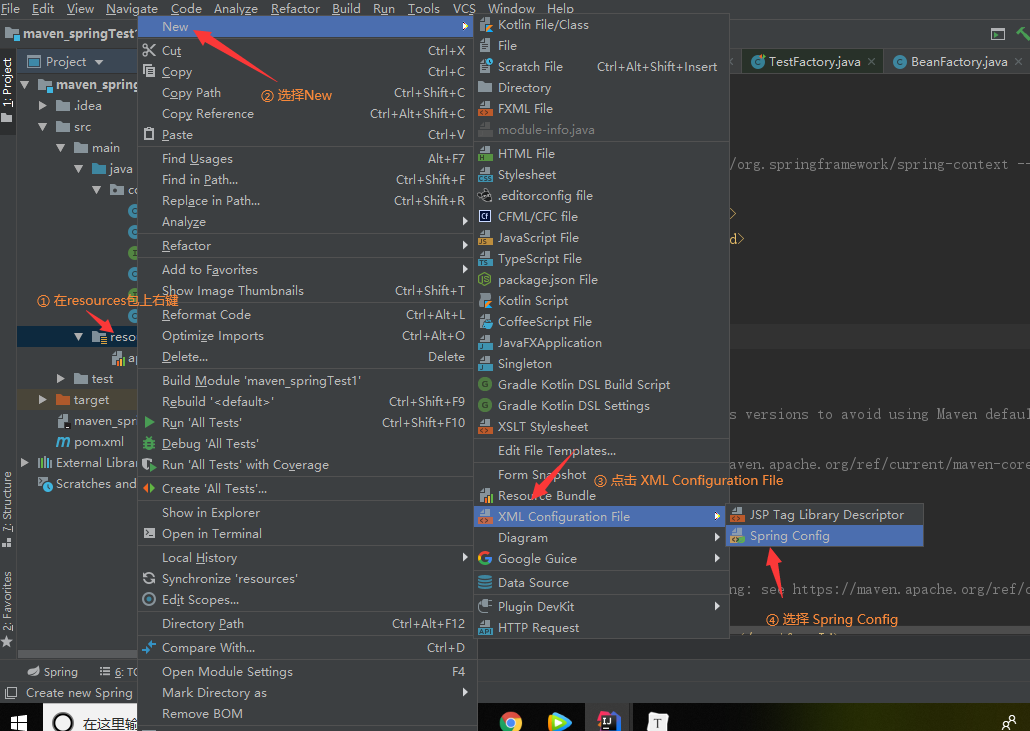 File Edit View Navigate Code Analyze Refactor Build Run Tools VCS Window Help
maven_springTest1
1: Project
Project
TestFactory.java
BeanFactory.java
maven_spring
.idea
src
main
java
test
target
maven_spr
pom.xml
External Libra
Scratches and
① 在resources包上右键
② 选择New
③ 点击 XML Configuration File
④ 选择 Spring Config
New
Cut Ctrl+X
Copy Ctrl+C
Copy Path Ctrl+Shift+C
Copy Reference Ctrl+Alt+Shift+C
Paste Ctrl+V
Find Usages Alt+F7
Find in Path... Ctrl+Shift+F
Replace in Path... Ctrl+Shift+R
Analyze
Refactor
Add to Favorites
Show Image Thumbnails Ctrl+Shift+T
Reformat Code Ctrl+Alt+L
Optimize Imports Ctrl+Alt+O
Delete... Delete
Build Module 'maven_springTest1'
Rebuild '<default>' Ctrl+Shift+F9
Run 'All Tests' Ctrl+Shift+F10
Debug 'All Tests'
Run 'All Tests' with Coverage
Create 'All Tests'...
Show in Explorer
Open in Terminal
Local History
Synchronize 'resources'
Edit Scopes...
Directory Path Ctrl+Alt+F12
Compare With... Ctrl+D
Open Module Settings F4
Mark Directory as
Remove BOM
Kotlin File/Class
File
Scratch File Ctrl+Alt+Shift+Insert
Directory
FXML File
module-info.java
HTML File
Stylesheet
.editorconfig file
CFML/CFC file
JavaScript File
TypeScript File
package.json File
Kotlin Script
CoffeeScript File
JavaFXApplication
Singleton
Gradle Kotlin DSL Build Script
Gradle Kotlin DSL Settings
XSLT Stylesheet
Edit File Templates...
Form Snapshot
Resource Bundle
XML Configuration File
Diagram
Google Guice
Data Source
Plugin DevKit
HTTP Request
JSP Tag Library Descriptor
Spring Config
/org.springframework/spring-context --
>
d>
s versions to avoid using Maven defau
aven.apache.org/ref/current/maven-core
ng: see https://maven.apache.org/ref/c
7: Structure
2: Favorites
Spring
6: TO
Create new Spring
在这里输